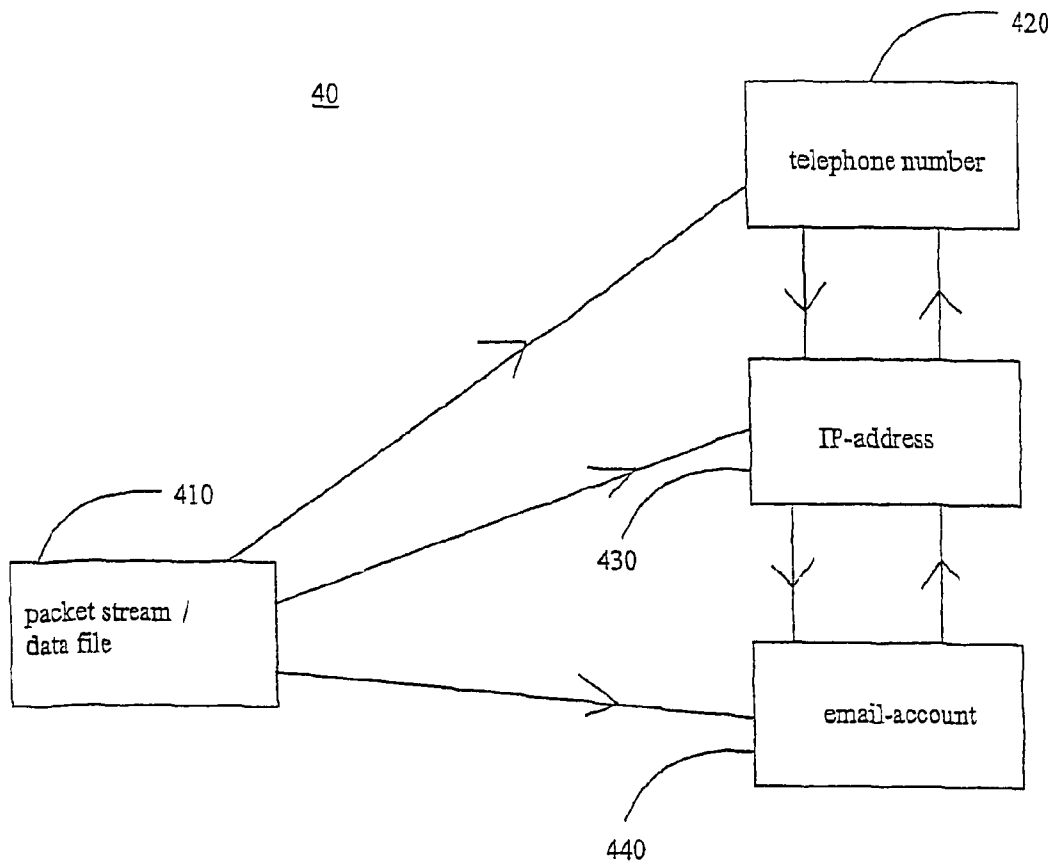 420
40
telephone number
IP-address
410
430
packet stream /
data file
email-account
440